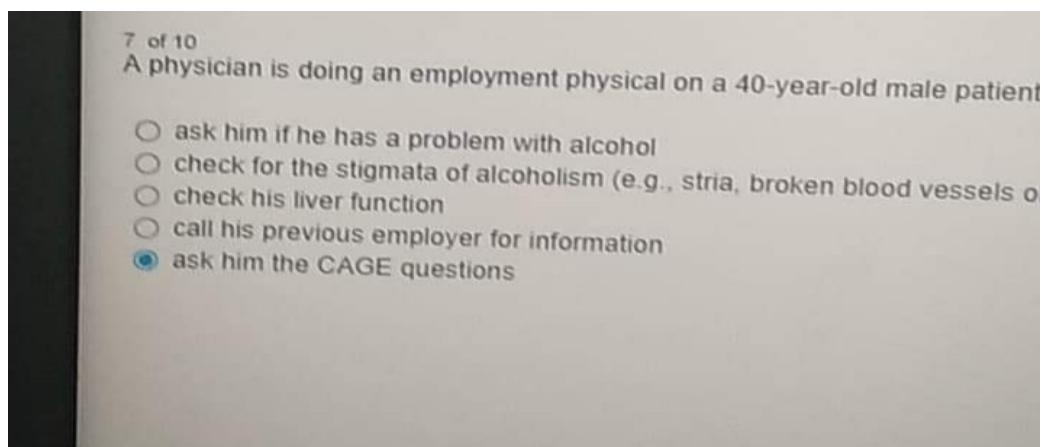 7 of 10
A physician is doing an employment physical on a 40-year-old male patient
ask him if he has a problem with alcohol
check for the stigmata of alcoholism (e.g., stria, broken blood vessels
check his liver function
call his previous employer for information
ask him the CAGE questions